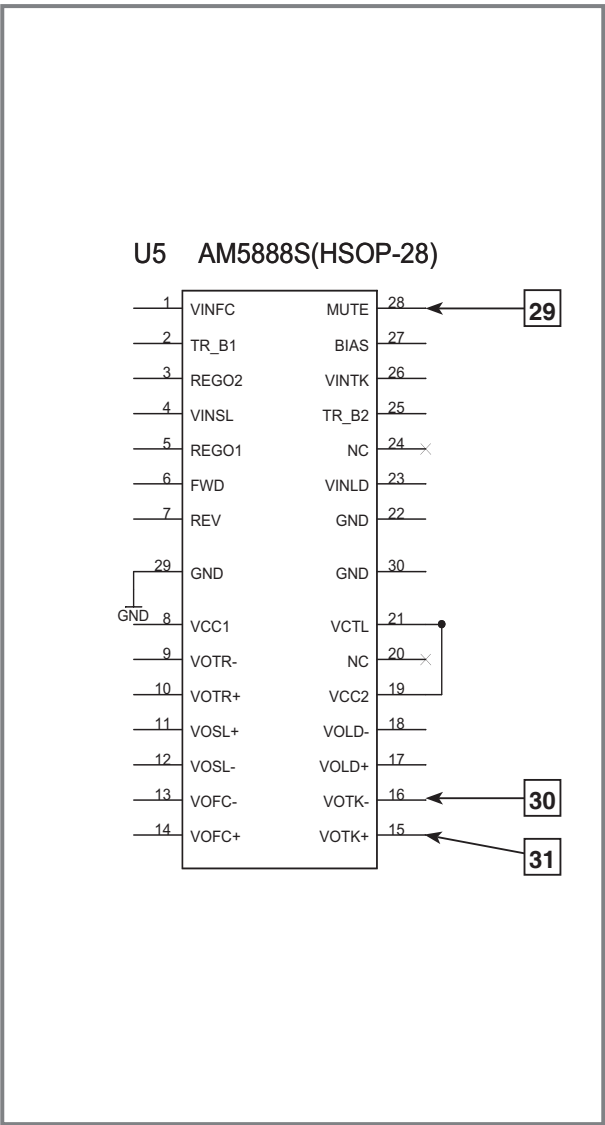 U5 AM5888S(HSOP-28)
1 VINFC MUTE 28 29
2 TR_B1 BIAS 27
3 REGO2 VINTK 26
4 VINSL TR_B2 25
5 REGO1 NC 24
6 FWD VINLD 23
7 REV GND 22
29 GND GND 30
GND
8 VCC1 VCTL 21
9 VOTR- NC 20
10 VOTR+ VCC2 19
11 VOSL+ VOLD- 18
12 VOSL- VOLD+ 17
13 VOFC- VOTK- 16 30
14 VOFC+ VOTK+ 15 31